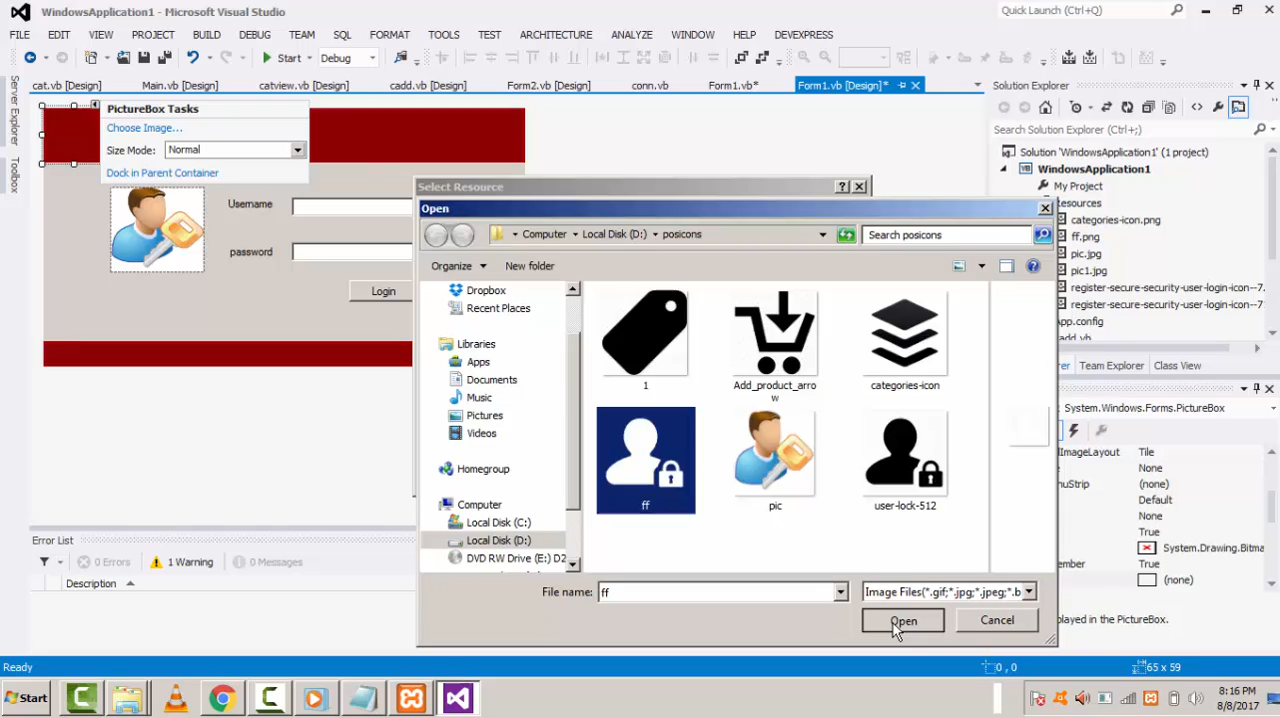 WindowsApplication1 - Microsoft Visual Studio
Quick Launch (Ctrl+Q)
FILE EDIT VIEW PROJECT BUILD DEBUG TEAM SQL FORMAT TOOLS TEST ARCHITECTURE ANALYZE WINDOW HELP DEVEXPRESS
Start Debug
cat.vb [Design] Main.vb [Design] catview.vb [Design] cadd.vb [Design] Form2.vb [Design] conn.vb Form1.vb* Form1.vb [Design]*
Server Explorer
Toolbox
PictureBox Tasks
Choose Image...
Size Mode: Normal
Dock in Parent Container
Username
password
Login
Select Resource
Open
Computer Local Disk (D:) posicons
Search posicons
Organize New folder
Dropbox
Recent Places
Libraries
Apps
Documents
Music
Pictures
Videos
Homegroup
Computer
Local Disk (C:)
Local Disk (D:)
DVD RW Drive (E:) D2
1
Add_product_arro
w
categories-icon
ff
pic
user-lock-512
File name: ff
Image Files(*.gif;*.jpg;*.jpeg;*.b
Open Cancel
Solution Explorer
Search Solution Explorer (Ctrl+;)
Solution 'WindowsApplication1' (1 project)
WindowsApplication1
My Project
Resources
categories-icon.png
ff.png
pic.jpg
pic1.jpg
register-secure-security-user-login-icon--7.
register-secure-security-user-login-icon--7.
App.config
cadd.vb
rer Team Explorer Class View
System.Windows.Forms.PictureBox
ImageLayout Tile
None
nuStrip (none)
Default
None
True
System.Drawing.Bitma
ember True
(none)
played in the PictureBox.
Error List
0 Errors 1 Warning 0 Messages
Description
Ready
0 , 0
65 x 59
Start
8:16 PM
8/8/2017